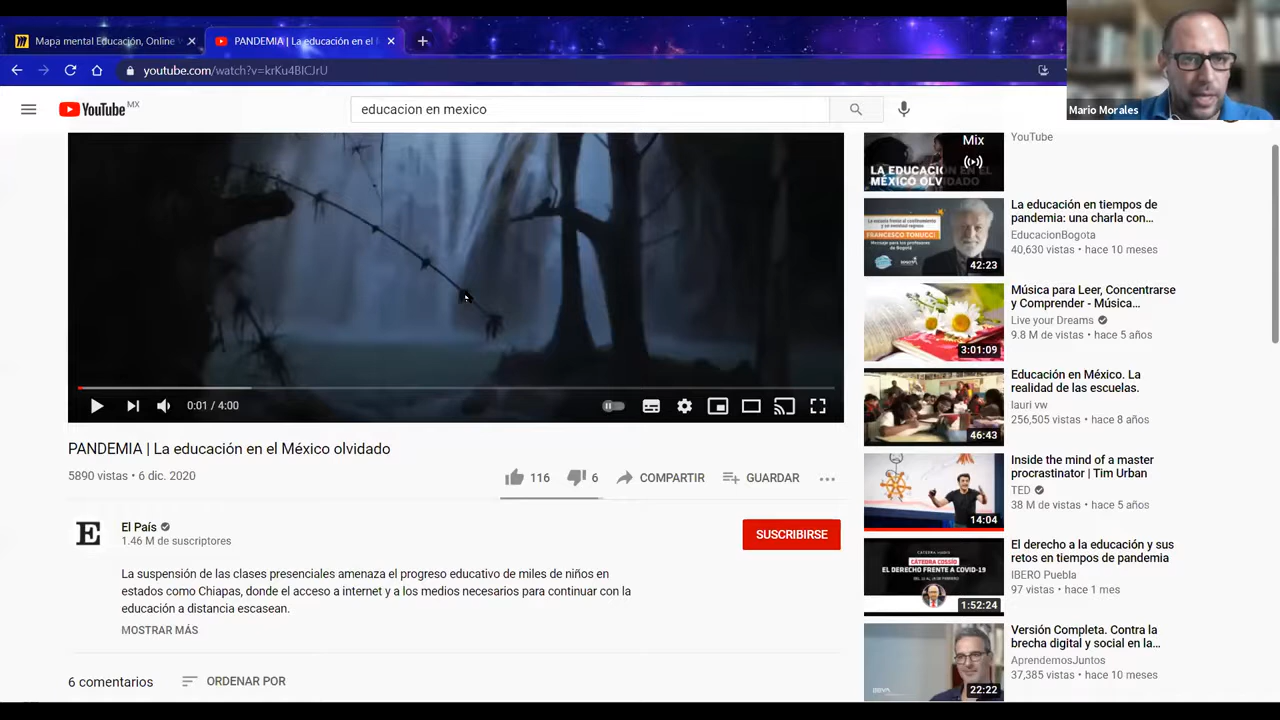 Mapa mental Educación, Online
PANDEMIA | La educación en el
youtube.com/watch?v=krKu4BlCJrU
Mario Morales
YouTube MX
educacion en mexico
Mix
YouTube
LA EDUCACIÓN EN EL
MÉXICO OLVIDADO
La educación en tiempos de
pandemia: una charla con...
EducacionBogota
40,630 vistas • hace 10 meses
FRANCESCO TONUCCI
Mensaje para los profesores
de Bogotá
42:23
Música para Leer, Concentrarse
y Comprender - Música...
Live your Dreams
9.8 M de vistas • hace 5 años
3:01:09
Educación en México. La
realidad de las escuelas.
lauri vw
256,505 vistas • hace 8 años
46:43
0:01 / 4:00
PANDEMIA | La educación en el México olvidado
5890 vistas • 6 dic. 2020
116
6
COMPARTIR
GUARDAR
Inside the mind of a master
procrastinator | Tim Urban
TED
38 M de vistas • hace 5 años
14:04
El País
1.46 M de suscriptores
SUSCRIBIRSE
La suspensión de las clases presenciales amenaza el progreso educativo de miles de niños en
estados como Chiapas, donde el acceso a internet y a los medios necesarios para continuar con la
educación a distancia escasean.
MOSTRAR MÁS
El derecho a la educación y sus
retos en tiempos de pandemia
IBERO Puebla
97 vistas • hace 1 mes
CÁTEDRA COSSÍO
EL DERECHO FRENTE A COVID-19
1:52:24
Versión Completa. Contra la
brecha digital y social en la...
AprendemosJuntos
37,385 vistas • hace 10 meses
BBVA
22:22
6 comentarios
ORDENAR POR